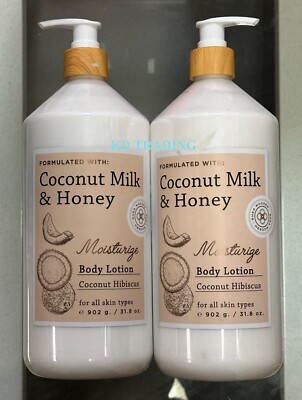 KD TRADING
FORMULATED WITH:
Coconut Milk
& Honey
Moisturize
Body Lotion
Coconut Hibiscus
for all skin types
℮ 902 g. / 31.8 oz.
FORMULATED WITH:
Coconut Milk
& Honey
Moisturize
Body Lotion
Coconut Hibiscus
for all skin types
℮ 902 g. / 31.8 oz.